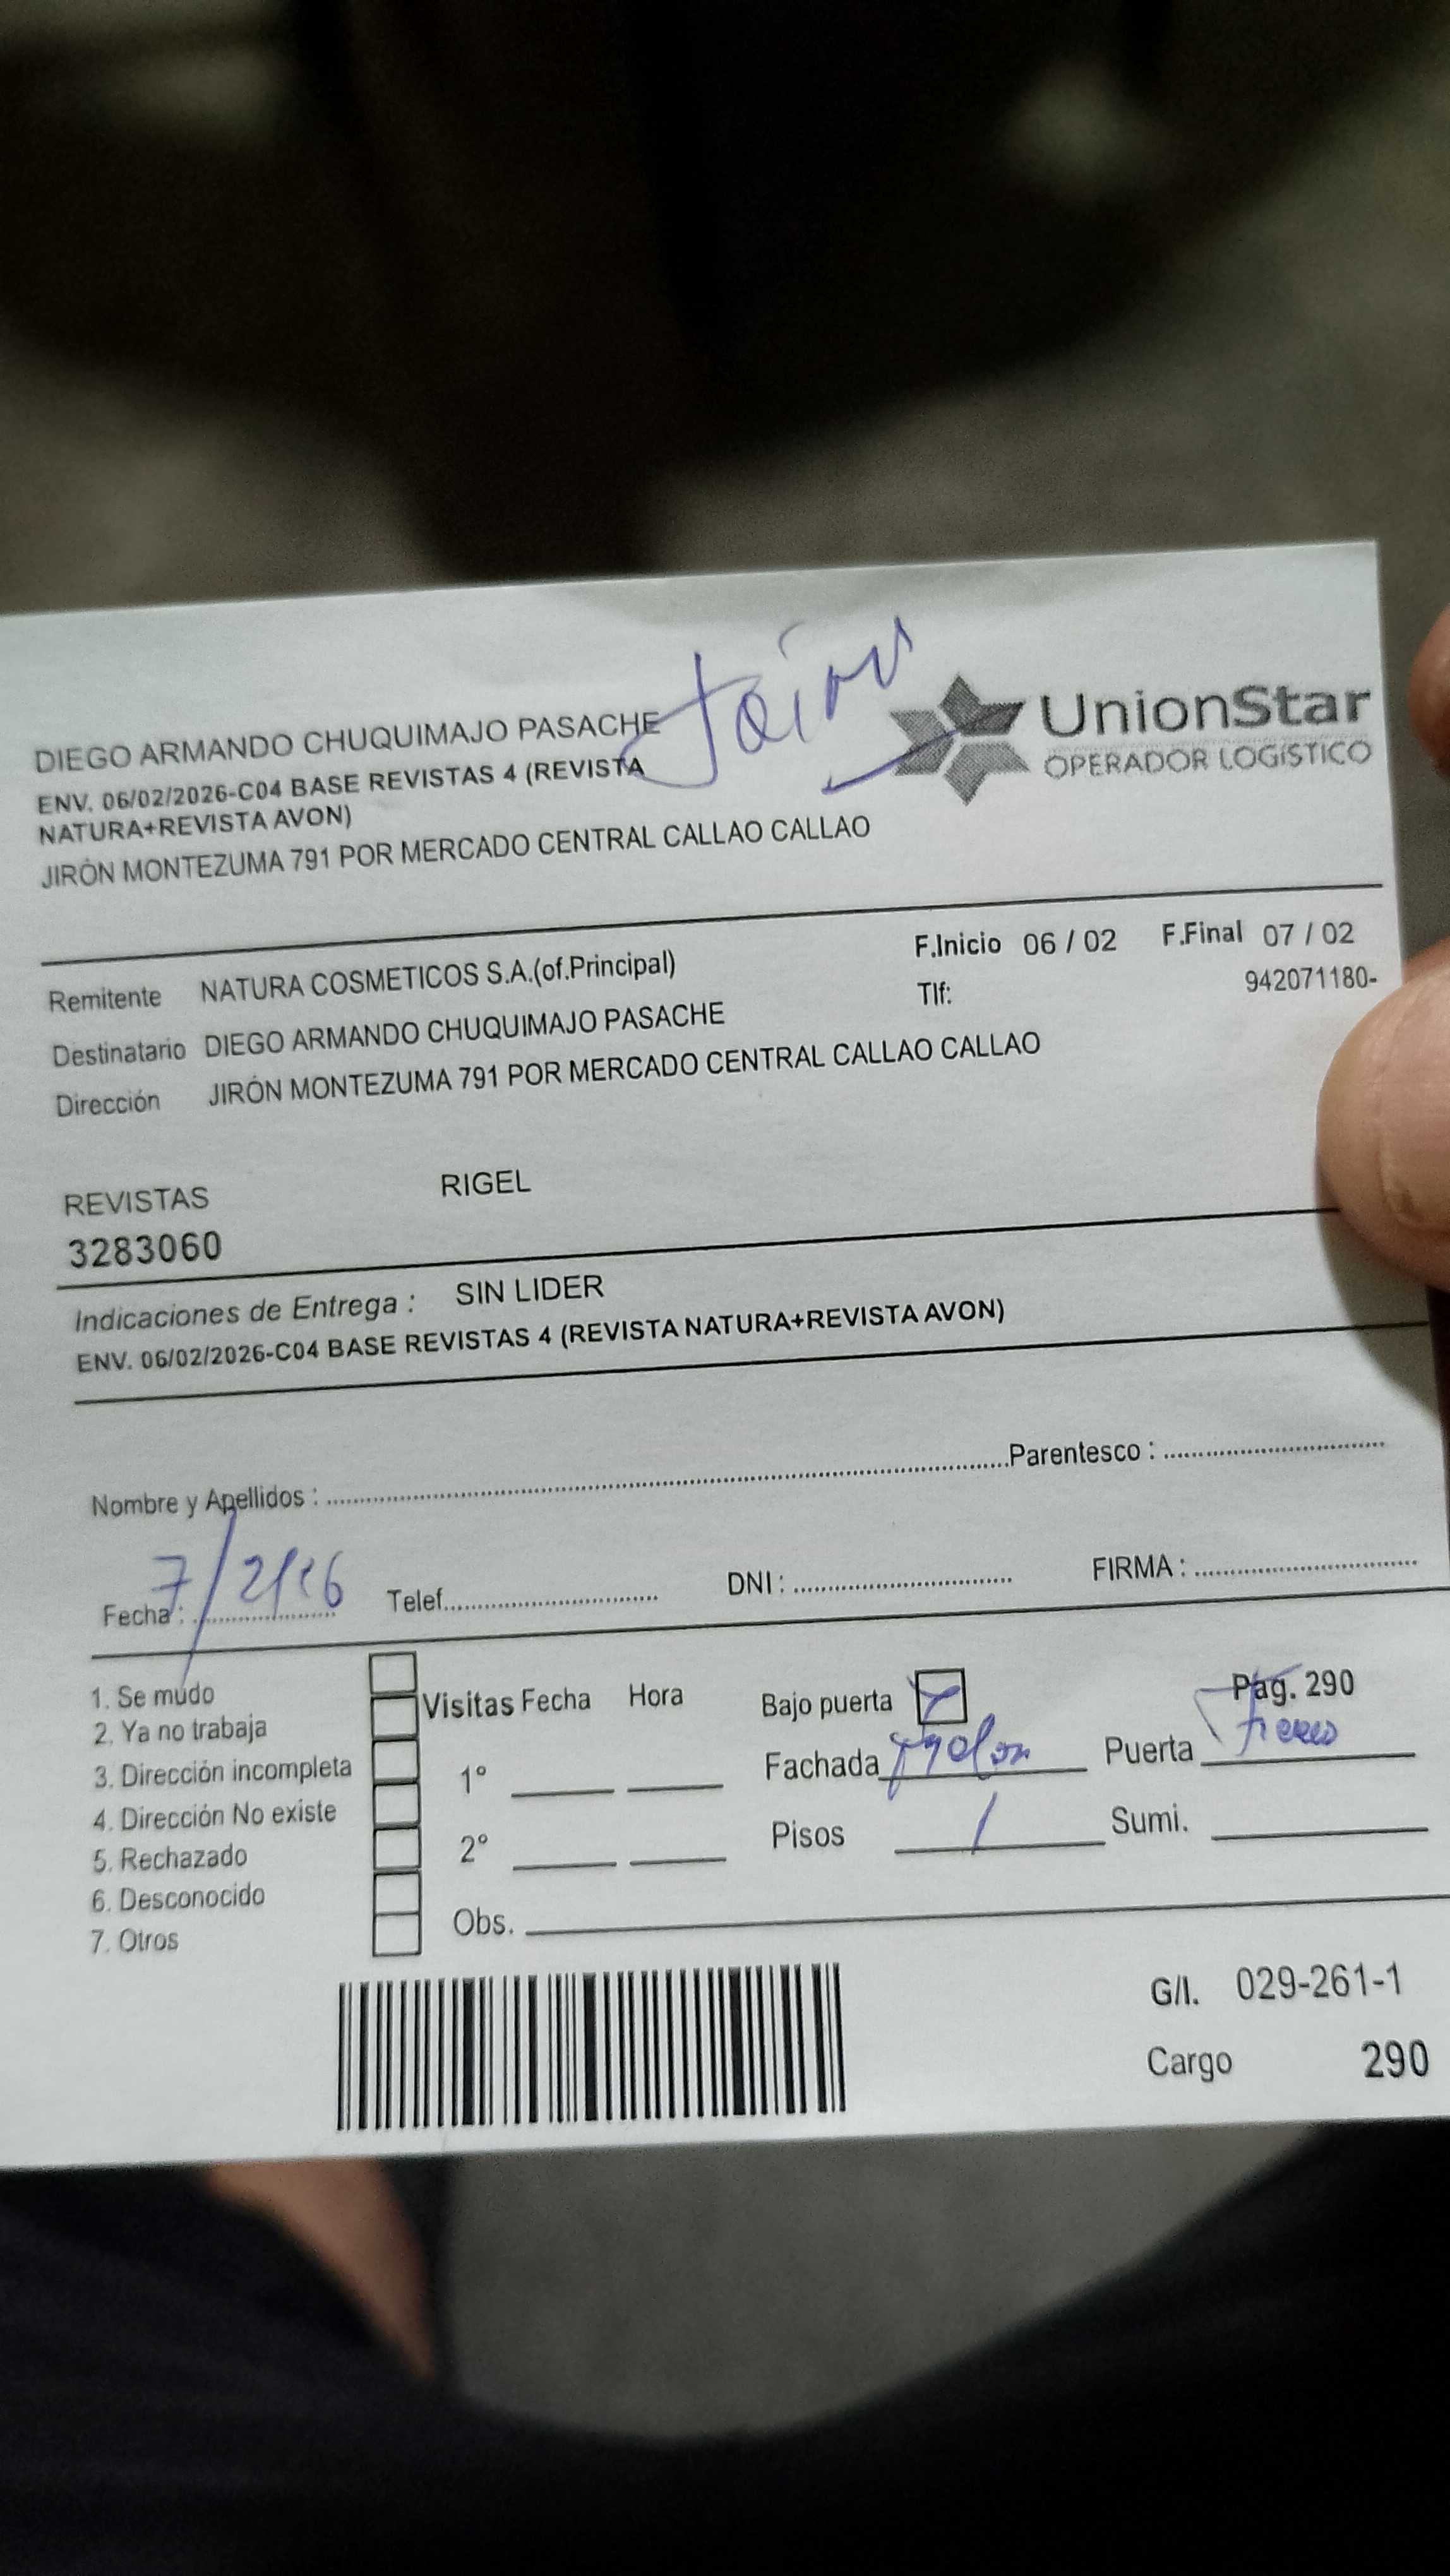 DIEGO ARMANDO CHUQUIMAJO PASACHE
ENV. 06/02/2026-C04 BASE REVISTAS 4 (REVISTA
NATURA+REVISTA AVON)
JIRÓN MONTEZUMA 791 POR MERCADO CENTRAL CALLAO CALLAO
UnionStar
OPERADOR LOGÍSTICO
Remitente NATURA COSMETICOS S.A.(of.Principal)
F.Inicio 06 / 02 F.Final 07 / 02
Destinatario DIEGO ARMANDO CHUQUIMAJO PASACHE
Tlf: 942071180-
Dirección JIRÓN MONTEZUMA 791 POR MERCADO CENTRAL CALLAO CALLAO
REVISTAS RIGEL
3283060
Indicaciones de Entrega : SIN LIDER
ENV. 06/02/2026-C04 BASE REVISTAS 4 (REVISTA NATURA+REVISTA AVON)
Nombre y Apellidos : Parentesco :
Fecha : 7/2/26 Telef. DNI : FIRMA :
1. Se mudo
2. Ya no trabaja
3. Dirección incompleta
4. Dirección No existe
5. Rechazado
6. Desconocido
7. Otros
Visitas Fecha Hora
1°
2°
Obs.
Bajo puerta
Pag. 290
Fachada Puerta
Pisos 1 Sumi.
G/I. 029-261-1
Cargo 290